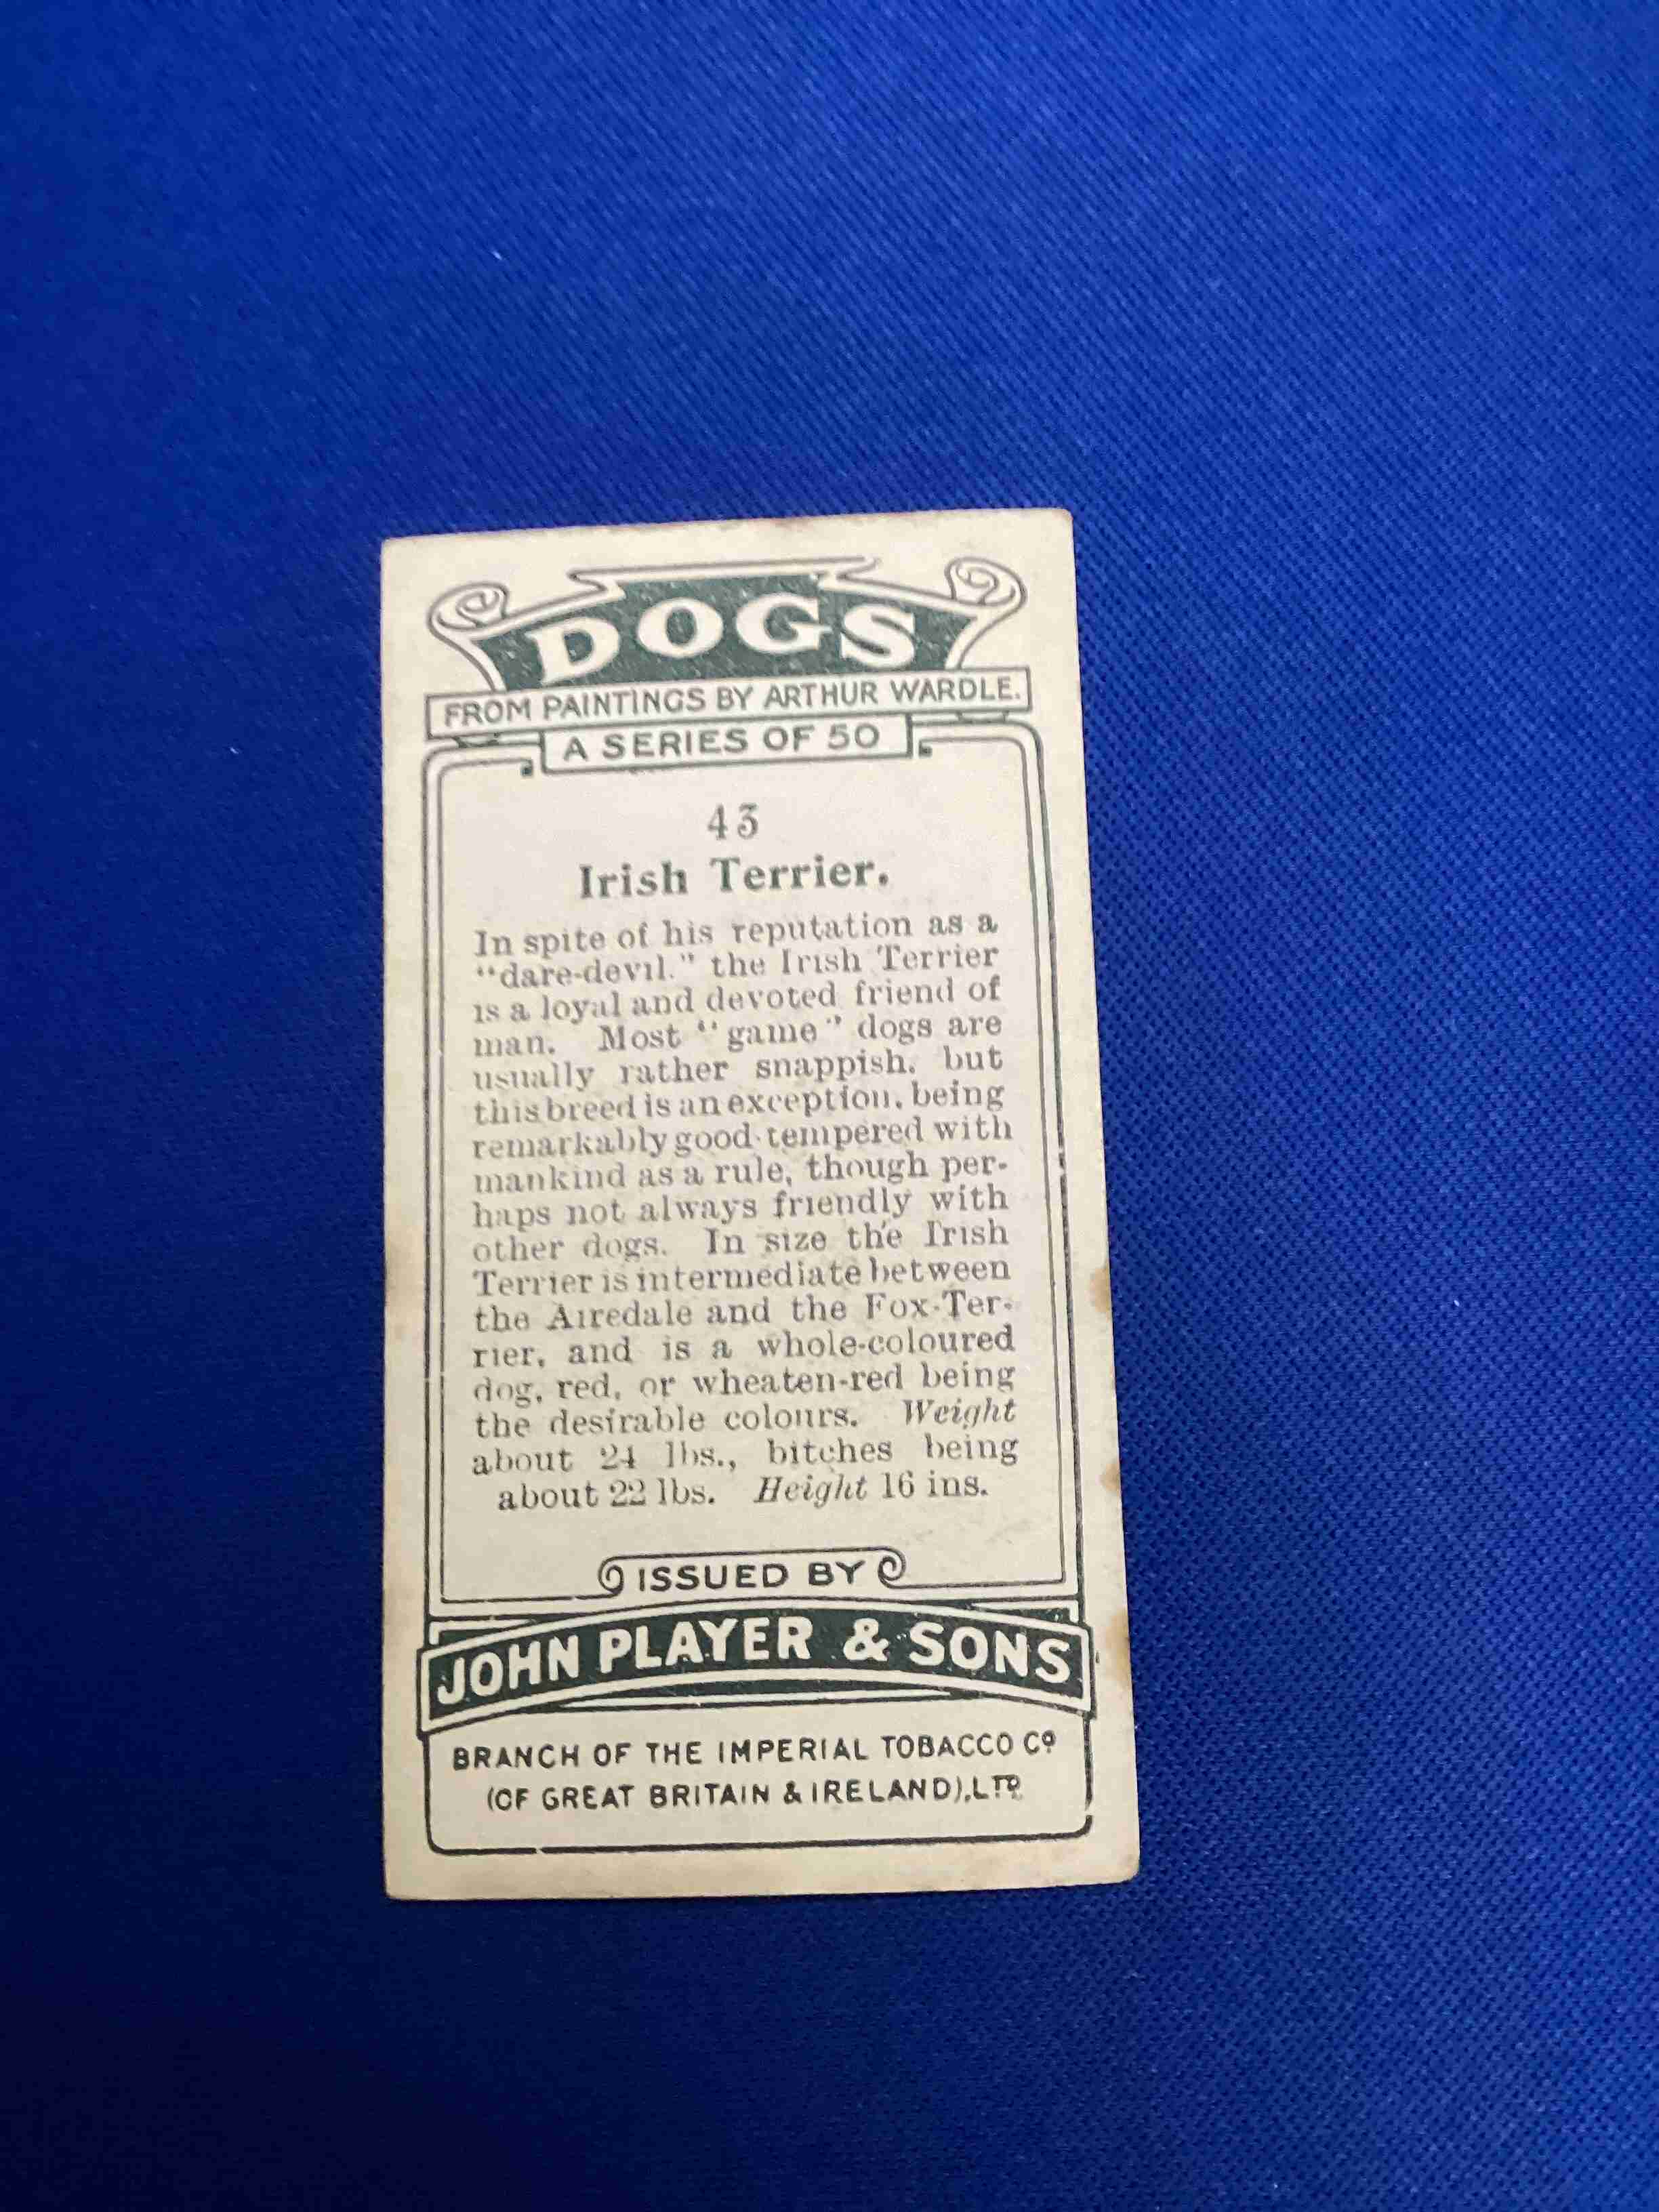 DOGS
FROM PAINTINGS BY ARTHUR WARDLE.
A SERIES OF 50
43
Irish Terrier.
In spite of his reputation as a
"dare-devil," the Irish Terrier
is a loyal and devoted friend of
man. Most "game" dogs are
usually rather snappish, but
this breed is an exception, being
remarkably good-tempered with
mankind as a rule, though per-
haps not always friendly with
other dogs. In size the Irish
Terrier is intermediate between
the Airedale and the Fox-Ter-
rier, and is a whole-coloured
dog, red, or wheaten-red being
the desirable colours. Weight
about 24 lbs., bitches being
about 22 lbs. Height 16 ins.
ISSUED BY
JOHN PLAYER & SONS
BRANCH OF THE IMPERIAL TOBACCO Cº
(OF GREAT BRITAIN & IRELAND), LTD.